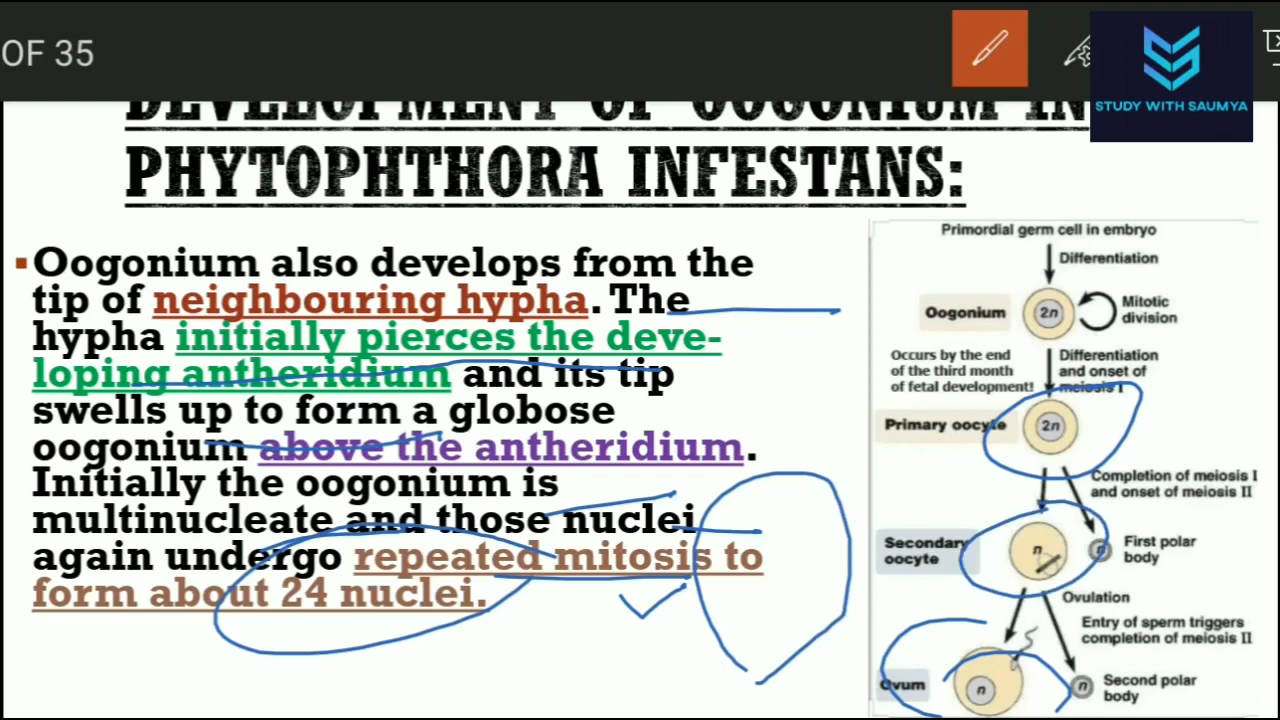 OF 35
STUDY WITH SAUMYA
DEVELOPMENT OF OOGONIUM IN
PHYTOPHTHORA INFESTANS:
▪Oogonium also develops from the
tip of neighbouring hypha. The
hypha initially pierces the deve-
loping antheridium and its tip
swells up to form a globose
oogonium above the antheridium.
Initially the oogonium is
multinucleate and those nuclei
again undergo repeated mitosis to
form about 24 nuclei.
Primordial germ cell in embryo
Differentiation
Oogonium
2n
Mitotic
division
Occurs by the end
of the third month
of fetal development!
Differentiation
and onset of
meiosis I
Primary oocyte
2n
Completion of meiosis I
and onset of meiosis II
Secondary
oocyte
n
n
First polar
body
Ovulation
Entry of sperm triggers
completion of meiosis II
Ovum
n
n
Second polar
body